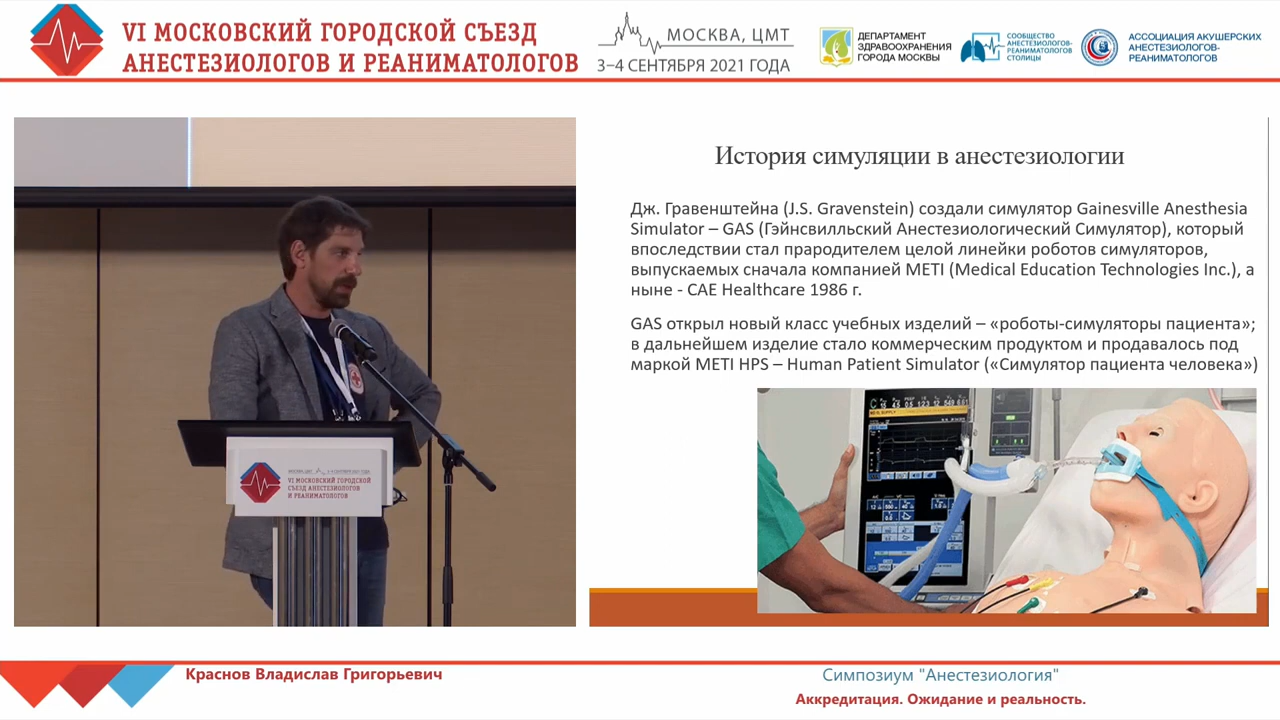 VI МОСКОВСКИЙ ГОРОДСКОЙ СЪЕЗД
АНЕСТЕЗИОЛОГОВ И РЕАНИМАТОЛОГОВ
МОСКВА, ЦМТ
3–4 СЕНТЯБРЯ 2021 ГОДА
ДЕПАРТАМЕНТ
ЗДРАВООХРАНЕНИЯ
ГОРОДА МОСКВЫ
СООБЩЕСТВО
АНЕСТЕЗИОЛОГОВ-
РЕАНИМАТОЛОГОВ
СТОЛИЦЫ
АССОЦИАЦИЯ АКУШЕРСКИХ
АНЕСТЕЗИОЛОГОВ-
РЕАНИМАТОЛОГОВ
История симуляции в анестезиологии
Дж. Гравенштейна (J.S. Gravenstein) создали симулятор Gainesville Anesthesia
Simulator – GAS (Гэйнсвилльский Анестезиологический Симулятор), который
впоследствии стал прародителем целой линейки роботов симуляторов,
выпускаемых сначала компанией METI (Medical Education Technologies Inc.), а
ныне - CAE Healthcare 1986 г.
GAS открыл новый класс учебных изделий – «роботы-симуляторы пациента»;
в дальнейшем изделие стало коммерческим продуктом и продавалось под
маркой METI HPS – Human Patient Simulator («Симулятор пациента человека»)
VI МОСКОВСКИЙ ГОРОДСКОЙ
СЪЕЗД АНЕСТЕЗИОЛОГОВ
И РЕАНИМАТОЛОГОВ
Краснов Владислав Григорьевич
Симпозиум "Анестезиология"
Аккредитация. Ожидание и реальность.